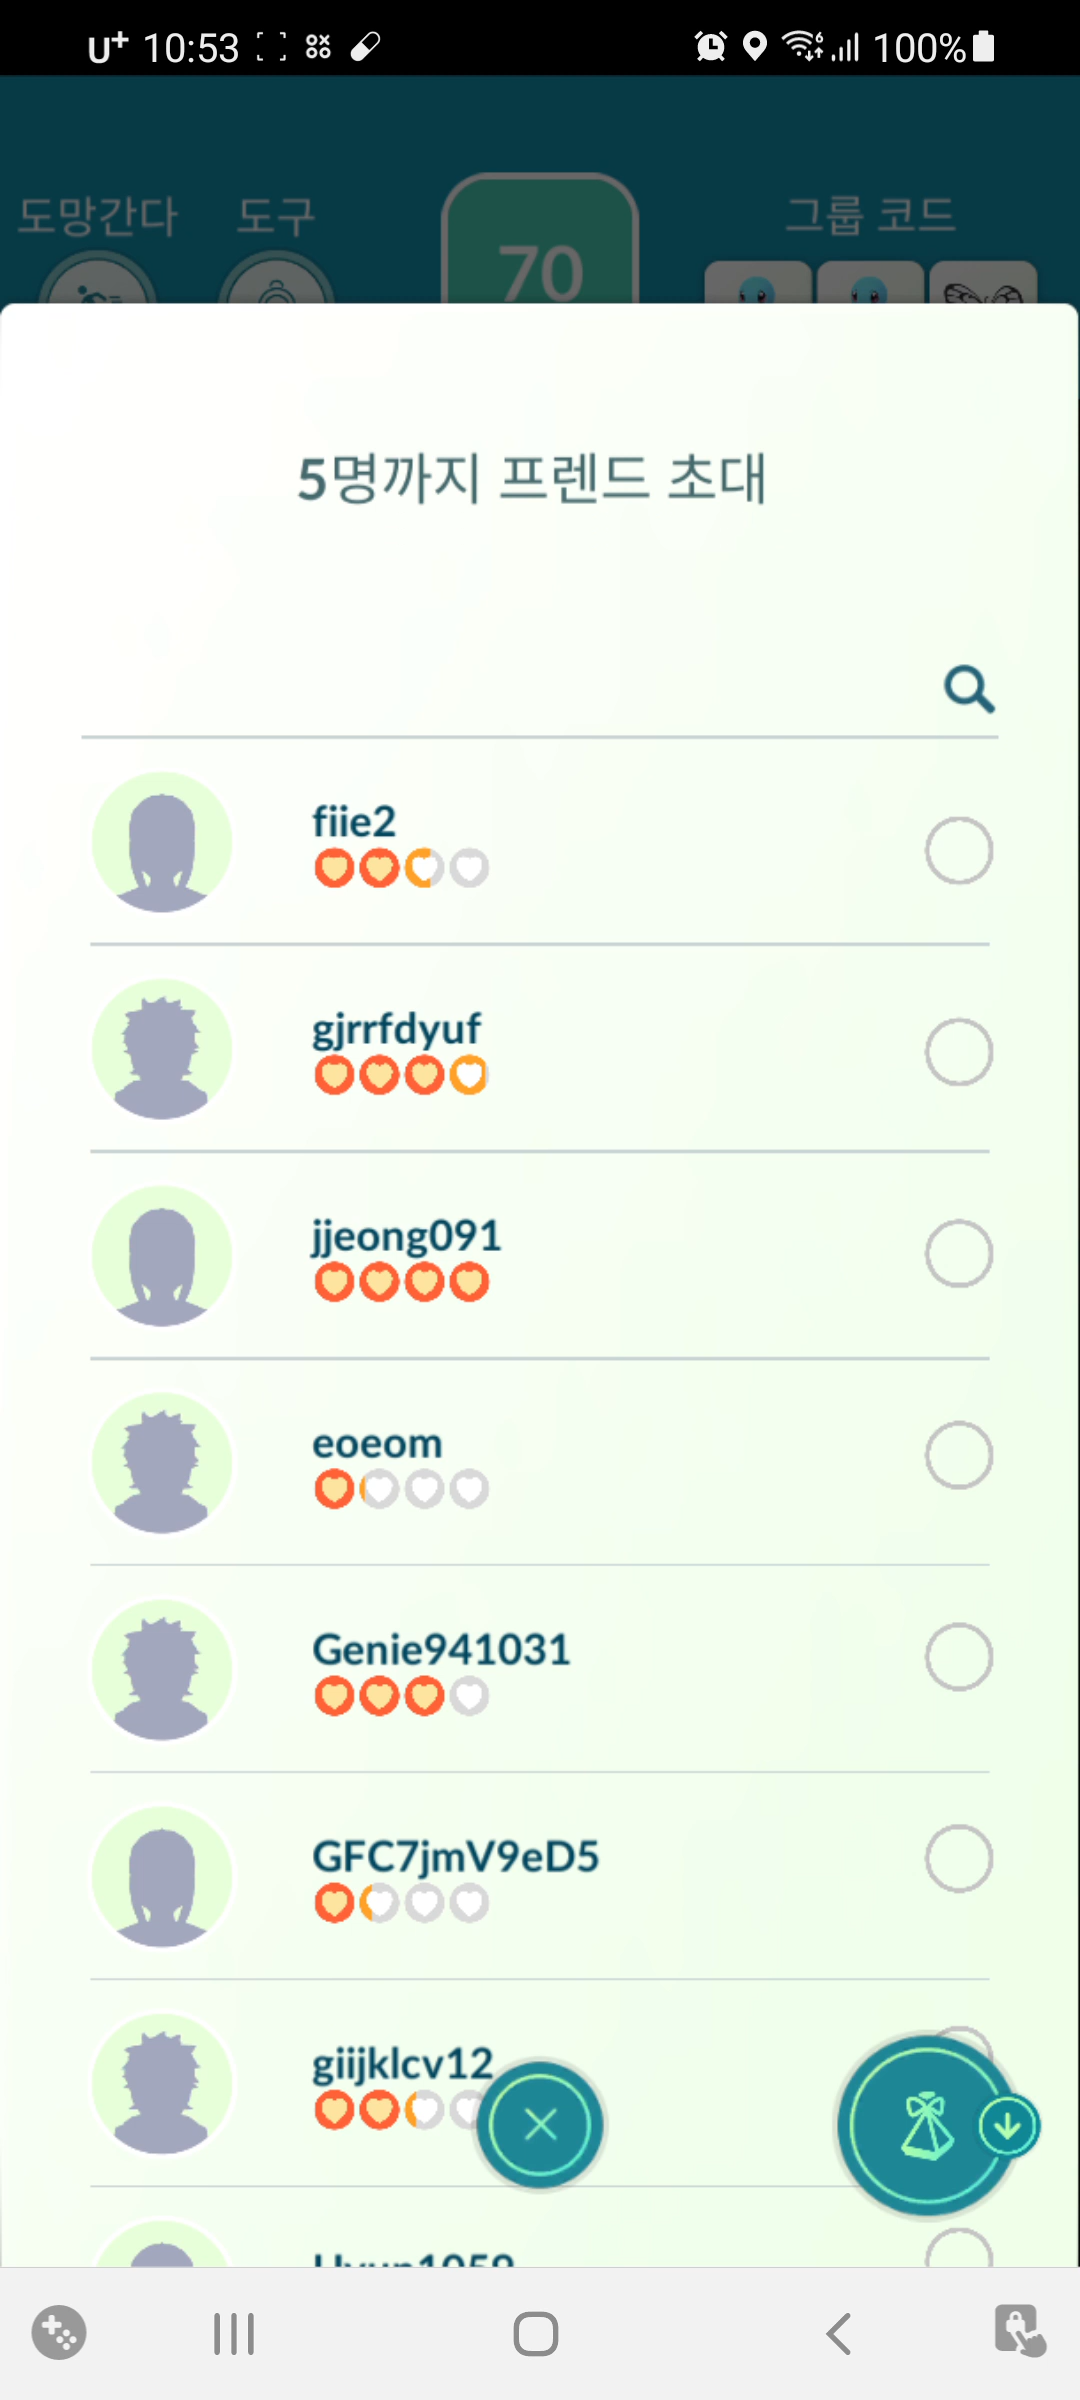 U+ 10:53 100%
도망간다 도구 70 그룹 코드
5명까지 프렌드 초대
fiie2
gjrrfdyuf
jjeong091
eoeom
Genie941031
GFC7jmV9eD5
giijklcv12